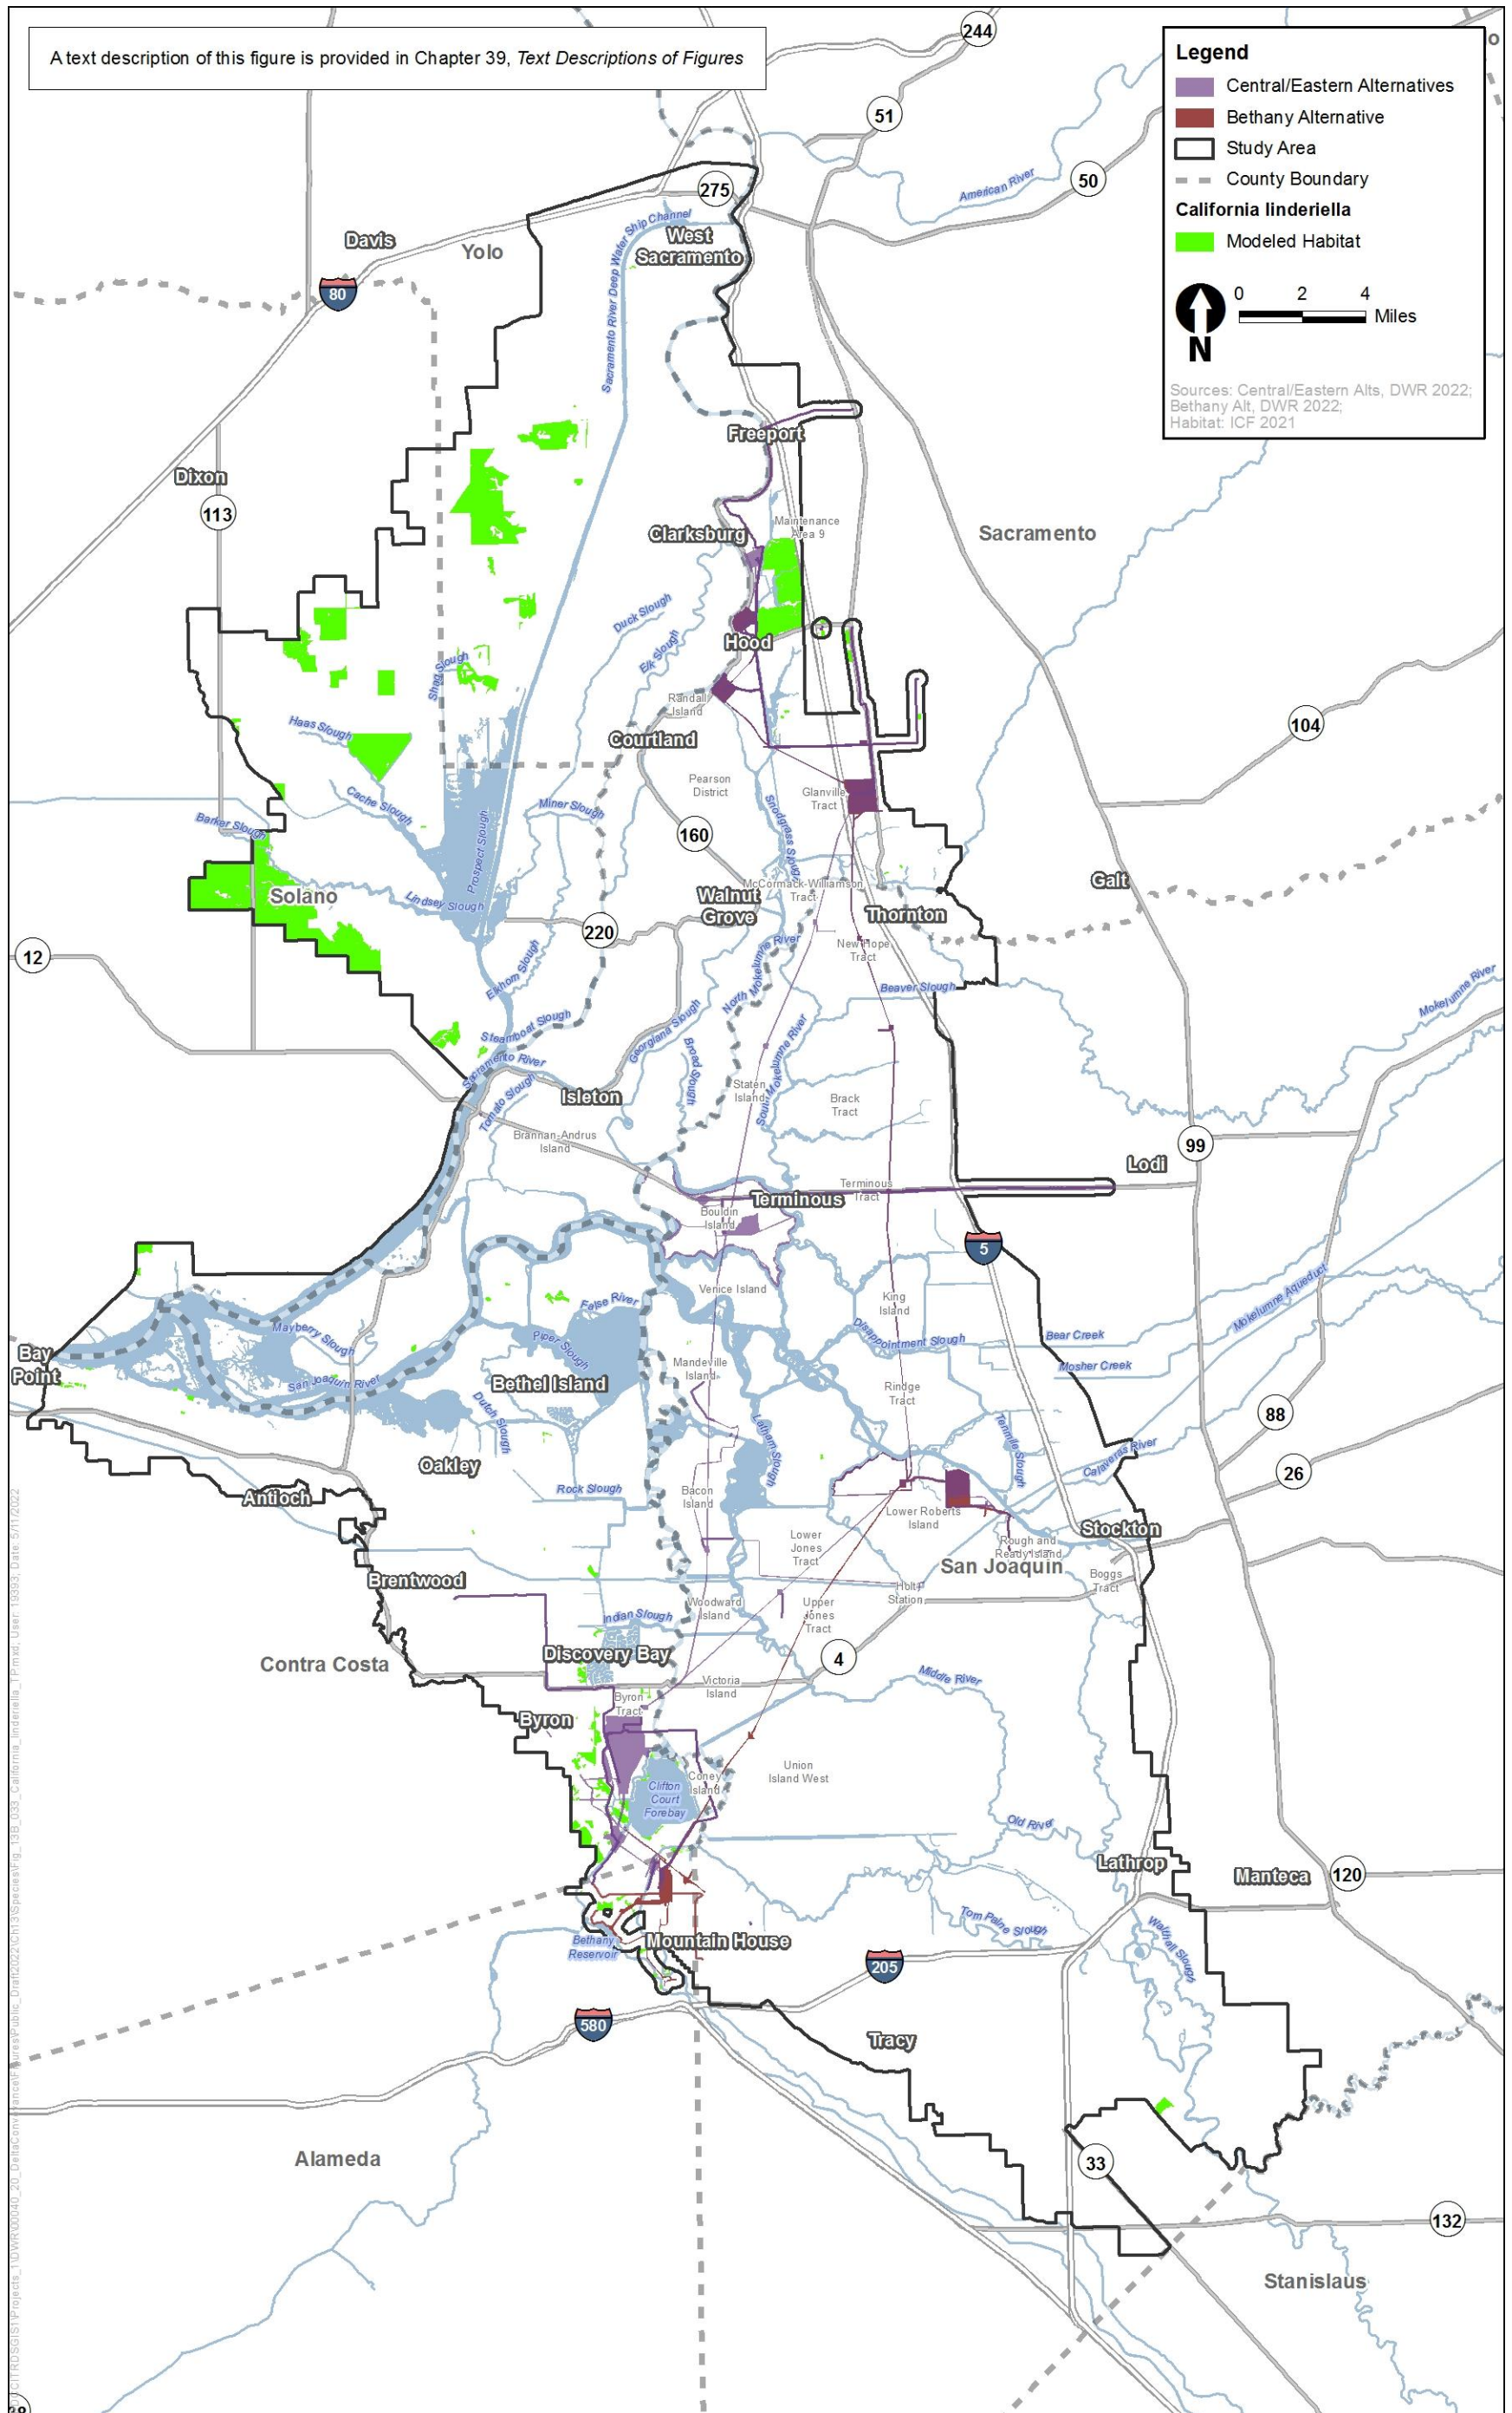 A text description of this figure is provided in Chapter 39, Text Descriptions of Figures
Legend
Central/Eastern Alternatives
Bethany Alternative
Study Area
County Boundary
California linderiella
Modeled Habitat
0 2 4
Miles
N
Sources: Central/Eastern Alts, DWR 2022;
Bethany Alt, DWR 2022;
Habitat: ICF 2021
244
51
50
American River
275
Sacramento River Deep Water Ship Channel
West
Sacramento
Davis
Yolo
80
Freeport
Dixon
113
Clarksburg
Maintenance
Area 9
Sacramento
Duck Slough
Elk Slough
Hood
Shag Slough
Randall
Island
Haas Slough
Courtland
104
Cache Slough
Pearson
District
Glanville
Tract
Miner Slough
Snodgrass Slough
Barker Slough
Prospect Slough
160
Solano
Lindsey Slough
McCormack-Williamson
Tract
Walnut
Grove
Galt
Thornton
220
12
New Hope
Tract
North Mokelumne River
Elkhorn Slough
Beaver Slough
Mokelumne River
Steamboat Slough
Georgiana Slough
Sacramento River
Broad Slough
South Mokelumne River
Tomato Slough
Isleton
Staten
Island
Brack
Tract
Brannan-Andrus
Island
99
Lodi
Terminous
Terminous
Tract
Bouldin
Island
5
Venice Island
King
Island
False River
Mokelumne Aqueduct
Mayberry Slough
Piper Slough
Disappointment Slough
Bear Creek
Bay
Point
Mosher Creek
San Joaquin River
Bethel Island
Mandeville
Island
Rindge
Tract
Dutch Slough
Latham Slough
Tenmile Slough
88
Oakley
Calaveras River
26
Antioch
Rock Slough
Bacon
Island
Lower Roberts
Island
Stockton
Lower
Jones
Tract
Rough and
Ready Island
San Joaquin
Brentwood
Boggs
Tract
Holt
Station
Woodward
Island
Upper
Jones
Tract
Indian Slough
Discovery Bay
4
Contra Costa
Middle River
Victoria
Island
Byron
Tract
Byron
Union
Island West
Coney
Island
Clifton
Court
Forebay
Old River
Lathrop
Manteca
120
Tom Paine Slough
Walthall Slough
Bethany
Reservoir
Mountain House
205
580
Tracy
33
Alameda
132
Stanislaus